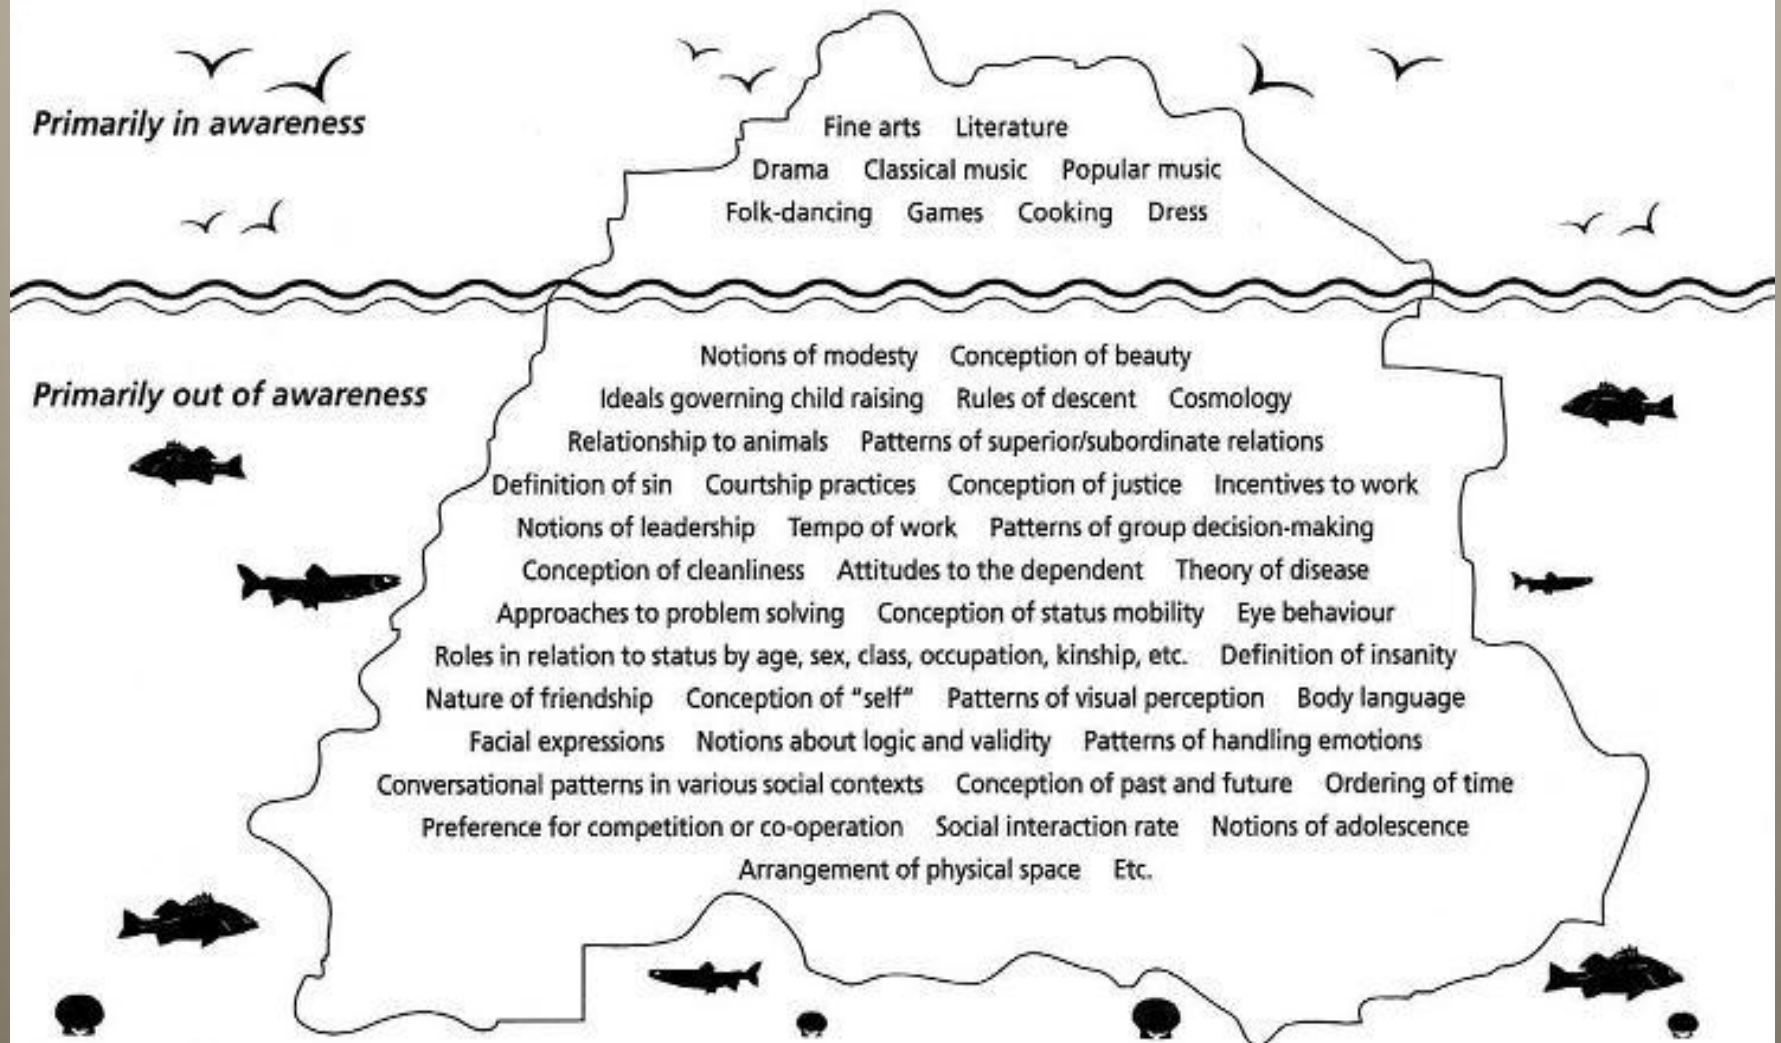 Primarily in awareness
Fine arts Literature
Drama Classical music Popular music
Folk-dancing Games Cooking Dress
Primarily out of awareness
Notions of modesty Conception of beauty
Ideals governing child raising Rules of descent Cosmology
Relationship to animals Patterns of superior/subordinate relations
Definition of sin Courtship practices Conception of justice Incentives to work
Notions of leadership Tempo of work Patterns of group decision-making
Conception of cleanliness Attitudes to the dependent Theory of disease
Approaches to problem solving Conception of status mobility Eye behaviour
Roles in relation to status by age, sex, class, occupation, kinship, etc. Definition of insanity
Nature of friendship Conception of "self" Patterns of visual perception Body language
Facial expressions Notions about logic and validity Patterns of handling emotions
Conversational patterns in various social contexts Conception of past and future Ordering of time
Preference for competition or co-operation Social interaction rate Notions of adolescence
Arrangement of physical space Etc.